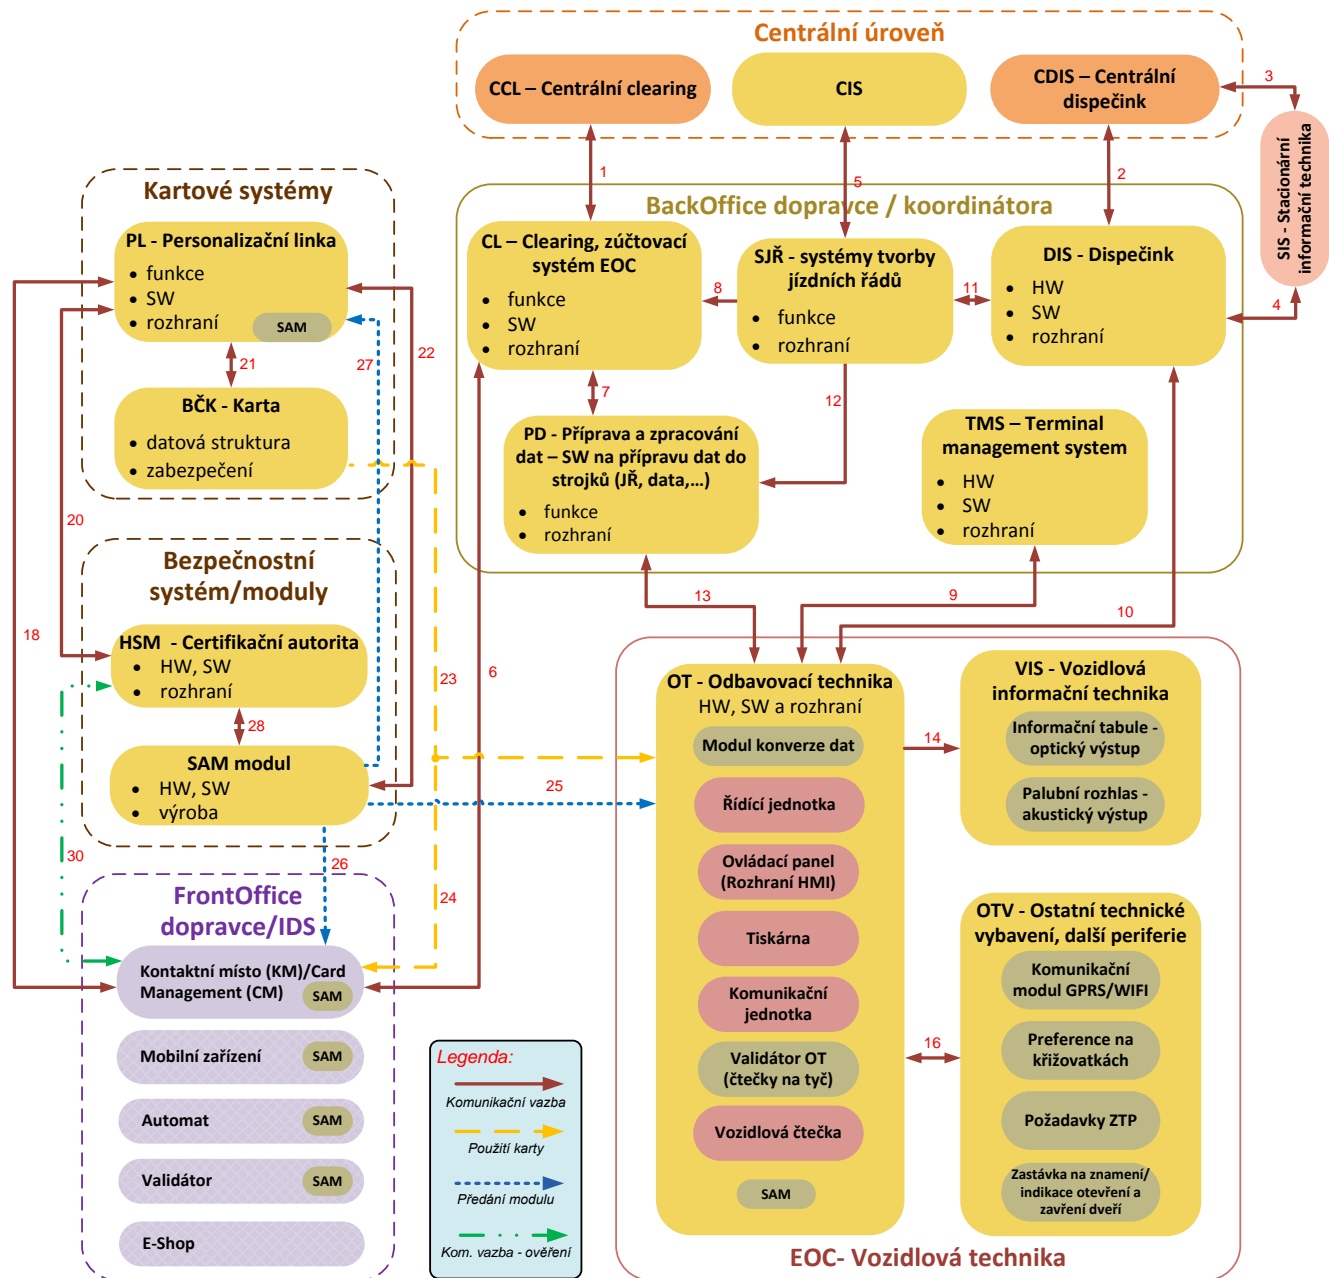 Centrální úroveň
CCL – Centrální clearing
CIS
CDIS – Centrální
dispečink
3
SIS - Stacionární
informační technika
1
5
2
4
Kartové systémy
PL - Personalizační linka
• funkce
• SW
• rozhraní
SAM
21
27
22
BČK - Karta
• datová struktura
• zabezpečení
20
18
BackOffice dopravce / koordinátora
CL – Clearing, zúčtovací
systém EOC
• funkce
• SW
• rozhraní
8
SJŘ - systémy tvorby
jízdních řádů
• funkce
• rozhraní
11
DIS - Dispečink
• HW
• SW
• rozhraní
7
12
PD - Příprava a zpracování
dat – SW na přípravu dat do
strojků (JŘ, data,...)
• funkce
• rozhraní
TMS – Terminal
management system
• HW
• SW
• rozhraní
13
9
10
Bezpečnostní
systém/moduly
HSM - Certifikační autorita
• HW, SW
• rozhraní
28
SAM modul
• HW, SW
• výroba
23
6
25
26
30
24
FrontOffice
dopravce/IDS
Kontaktní místo (KM)/Card
Management (CM)
SAM
Mobilní zařízení
SAM
Automat
SAM
Validátor
SAM
E-Shop
Legenda:
Komunikační vazba
Použití karty
Předání modulu
Kom. vazba - ověření
OT - Odbavovací technika
HW, SW a rozhraní
Modul konverze dat
Řídící jednotka
Ovládací panel
(Rozhraní HMI)
Tiskárna
Komunikační
jednotka
Validátor OT
(čtečky na tyč)
Vozidlová čtečka
SAM
14
16
VIS - Vozidlová
informační technika
Informační tabule -
optický výstup
Palubní rozhlas -
akustický výstup
OTV - Ostatní technické
vybavení, další periferie
Komunikační
modul GPRS/WIFI
Preference na
křižovatkách
Požadavky ZTP
Zastávka na znamení/
indikace otevření a
zavření dveří
EOC- Vozidlová technika